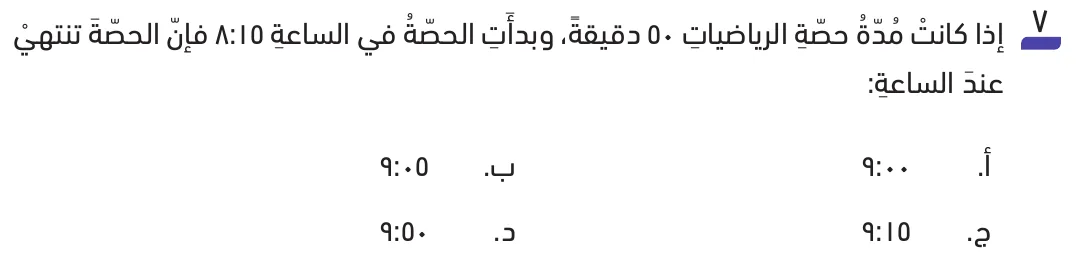 ٧ إذا كانتْ مُدّةُ حصّةِ الرياضياتِ ٥٠ دقيقةً، وبدأَتِ الحصّةُ في الساعةِ ٨:١٥ فإنّ الحصّةَ تنتهيْ
عندَ الساعةِ:
أ. ٩:٠٠ ب. ٩:٠٥
ج. ٩:١٥ د. ٩:٥٠